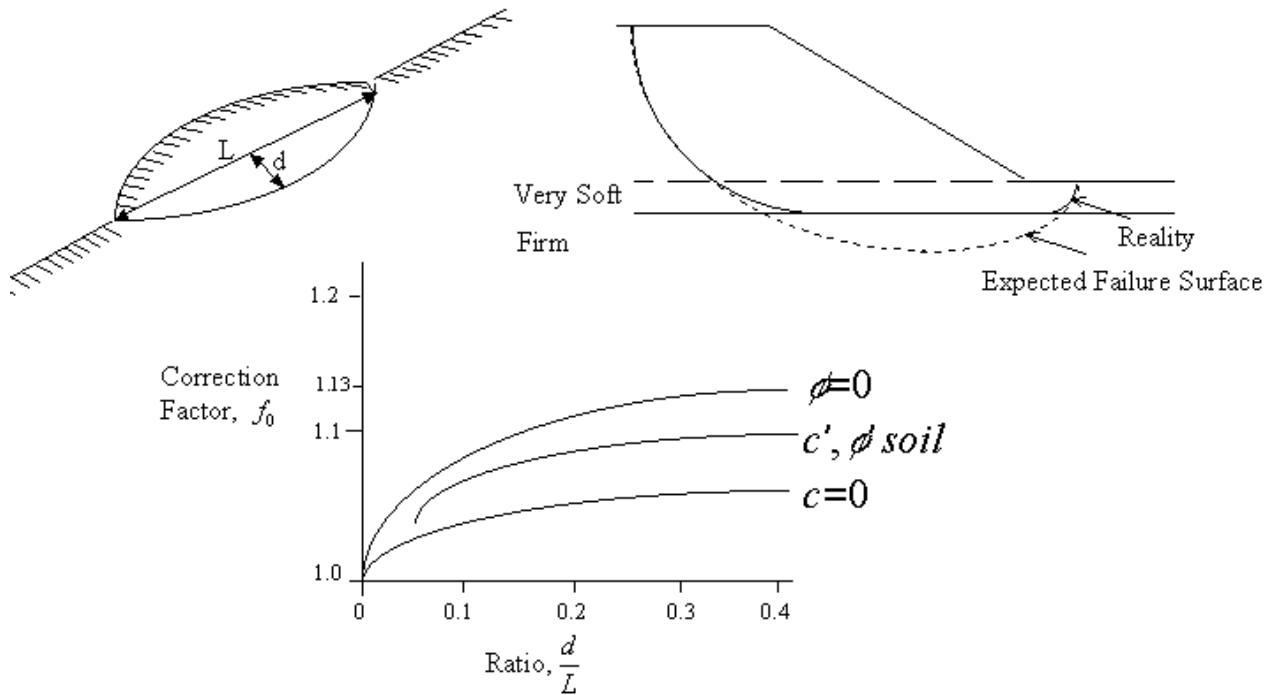 L
d
Very Soft
Firm
Reality
Expected Failure Surface
1.2
Correction
Factor, f₀
1.13
1.1
1.0
ϕ=0
c', ϕ' soil
c=0
0
0.1
0.2
0.3
0.4
Ratio, d/L